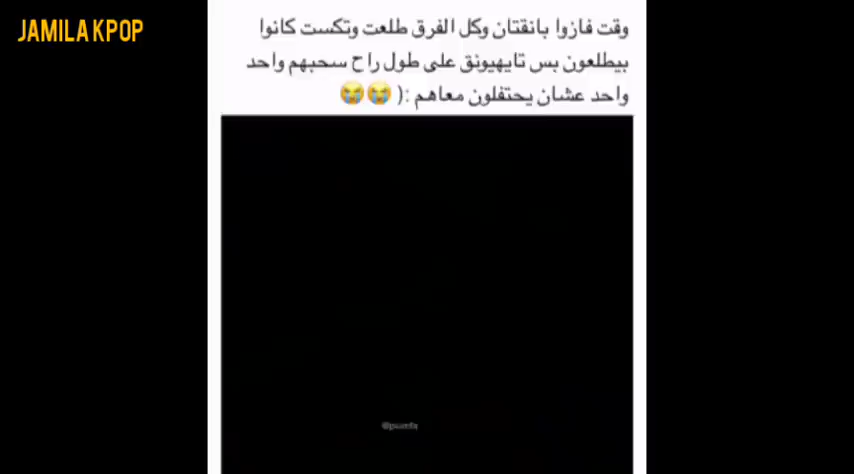 JAMILA KPOP
وقت فازوا بانقتان وكل الفرق طلعت وتكست كانوا
بيطلعون بس تايهيونق على طول راح سحبهم واحد
واحد عشان يحتفلون معاهم :( 😭😭